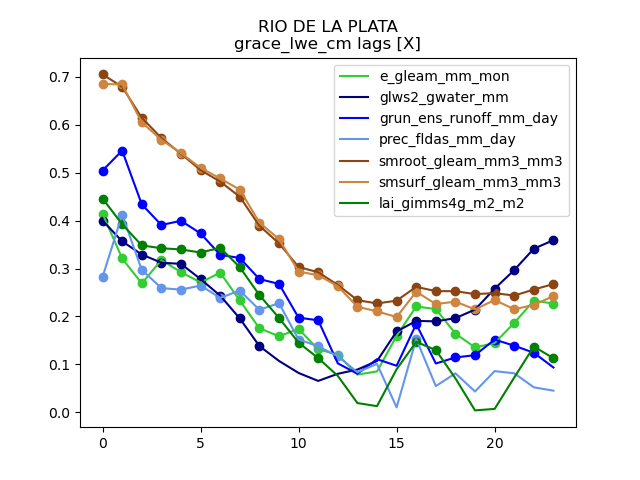 RIO DE LA PLATA
grace_lwe_cm lags [X]
e_gleam_mm_mon
glws2_gwater_mm
grun_ens_runoff_mm_day
prec_fldas_mm_day
smroot_gleam_mm3_mm3
smsurf_gleam_mm3_mm3
lai_gimms4g_m2_m2
0.7
0.6
0.5
0.4
0.3
0.2
0.1
0.0
0 5 10 15 20